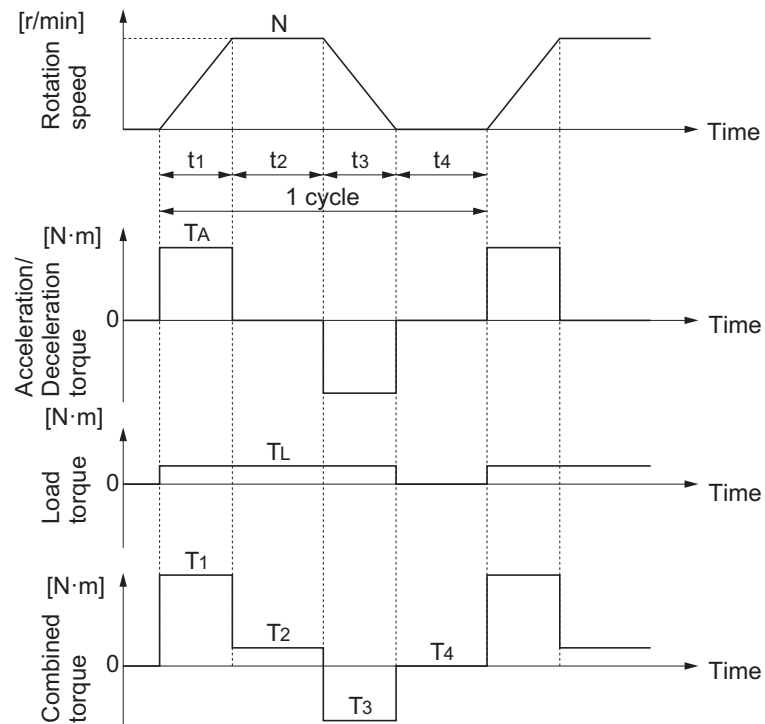 [r/min]
N
Rotation
speed
Time
t1 t2 t3 t4
1 cycle
[N·m]
TA
Acceleration/
Deceleration
torque
0
Time
[N·m]
TL
Load
torque
0
Time
T1
[N·m]
T2
T4
Combined
torque
0
Time
T3